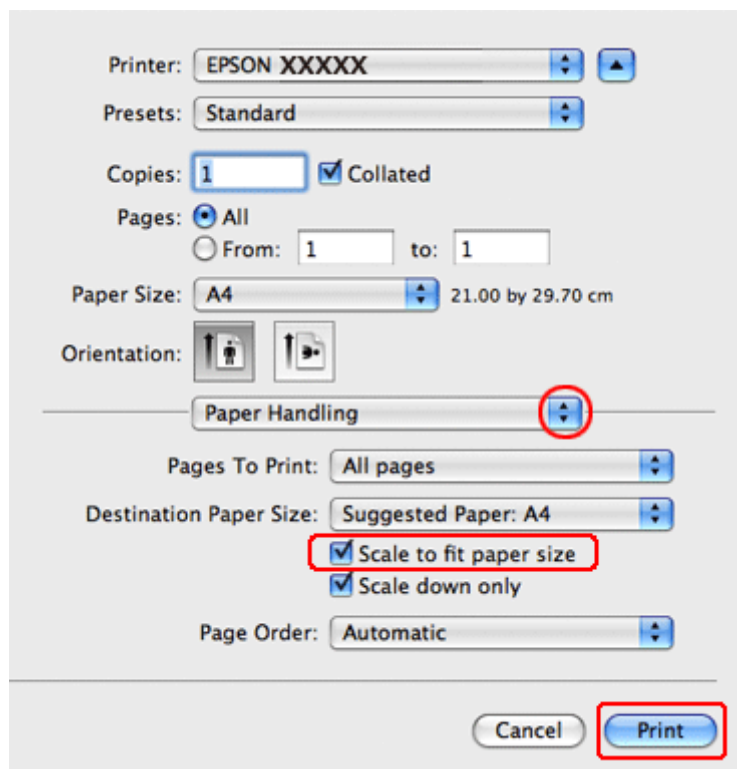 Printer: EPSON XXXXX
Presets: Standard
Copies: 1 Collated
Pages: All
From: 1 to: 1
Paper Size: A4 21.00 by 29.70 cm
Orientation:
Paper Handling
Pages To Print: All pages
Destination Paper Size: Suggested Paper: A4
Scale to fit paper size
Scale down only
Page Order: Automatic
Cancel Print